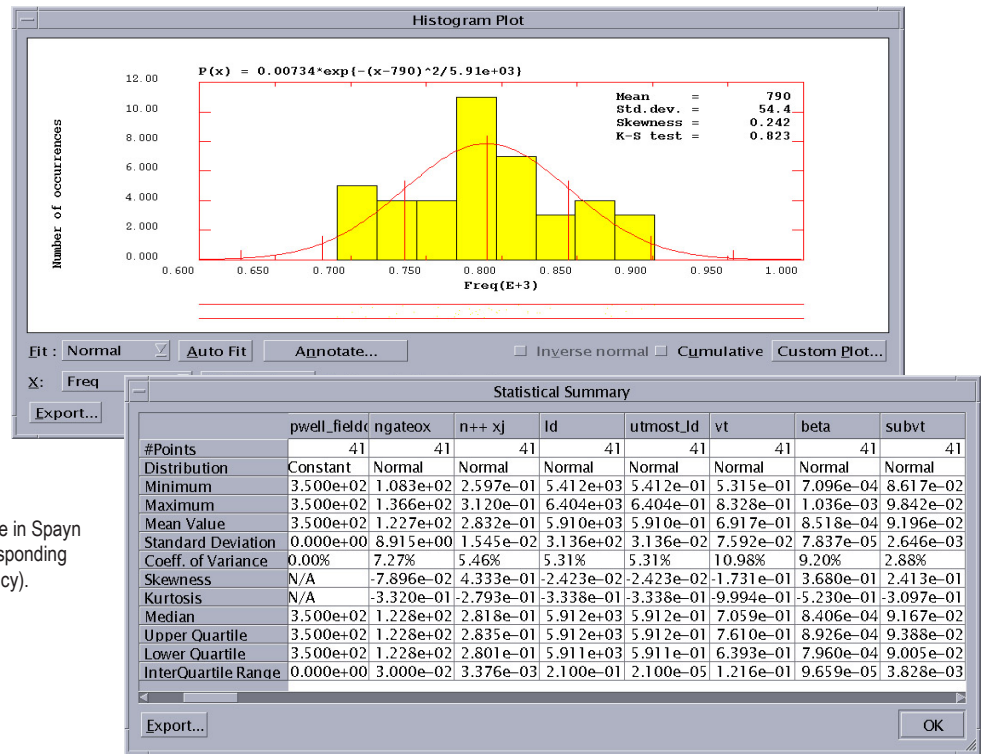 Histogram Plot
P(x) = 0.00734*exp{-(x-790)^2/5.91e+03}
Mean = 790
Std.dev. = 54.4
Skewness = 0.242
K-S test = 0.823
Number of occurrences
12.00
10.00
8.000
6.000
4.000
2.000
0.000
0.600 0.650 0.700 0.750 0.800 0.850 0.900 0.950 1.000
Freq(E+3)
Fit : Normal Auto Fit Annotate... Inverse normal Cumulative Custom Plot...
X: Freq
Export...
Statistical Summary
pwell_fieldo ngateox n++ xj ld utmost_ld vt beta subvt
#Points 41 41 41 41 41 41 41 41
Distribution Constant Normal Normal Normal Normal Normal Normal Normal
Minimum 3.500e+02 1.083e+02 2.597e-01 5.412e+03 5.412e-01 5.315e-01 7.096e-04 8.617e-02
Maximum 3.500e+02 1.366e+02 3.120e-01 6.404e+03 6.404e-01 8.328e-01 1.036e-03 9.842e-02
Mean Value 3.500e+02 1.227e+02 2.832e-01 5.910e+03 5.910e-01 6.917e-01 8.518e-04 9.196e-02
Standard Deviation 0.000e+00 8.915e+00 1.545e-02 3.136e+02 3.136e-02 7.592e-02 7.837e-05 2.646e-03
Coeff. of Variance 0.00% 7.27% 5.46% 5.31% 5.31% 10.98% 9.20% 2.88%
Skewness N/A -7.896e-02 4.333e-01 -2.423e-02 -2.423e-02 -1.731e-01 3.680e-01 2.413e-01
Kurtosis N/A -3.320e-01 -2.793e-01 -3.338e-01 -3.338e-01 -9.994e-01 -5.230e-01 -3.097e-01
Median 3.500e+02 1.228e+02 2.818e-01 5.912e+03 5.912e-01 7.059e-01 8.406e-04 9.167e-02
Upper Quartile 3.500e+02 1.228e+02 2.835e-01 5.912e+03 5.912e-01 7.610e-01 8.926e-04 9.388e-02
Lower Quartile 3.500e+02 1.228e+02 2.801e-01 5.911e+03 5.911e-01 6.393e-01 7.960e-04 9.005e-02
InterQuartile Range 0.000e+00 3.000e-02 3.376e-03 2.100e-01 2.100e-05 1.216e-01 9.659e-05 3.828e-03
Export... OK
e in Spayn
sponding
cy).